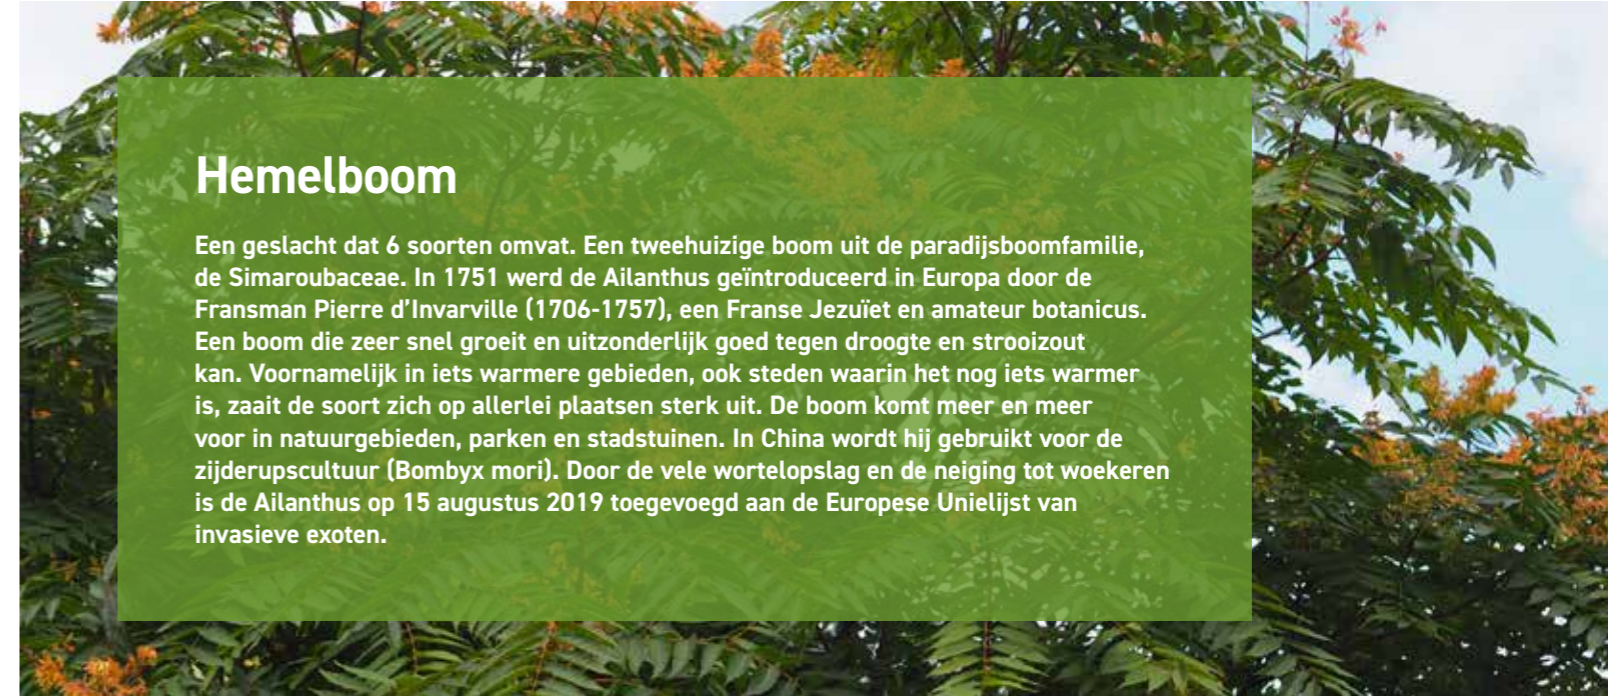 Hemelboom
Een geslacht dat 6 soorten omvat. Een tweehuizige boom uit de paradijsboomfamilie,
de Simaroubaceae. In 1751 werd de Ailanthus geïntroduceerd in Europa door de
Fransman Pierre d’Invarville (1706-1757), een Franse Jezuïet en amateur botanicus.
Een boom die zeer snel groeit en uitzonderlijk goed tegen droogte en strooizout
kan. Voornamelijk in iets warmere gebieden, ook steden waarin het nog iets warmer
is, zaait de soort zich op allerlei plaatsen sterk uit. De boom komt meer en meer
voor in natuurgebieden, parken en stadstuinen. In China wordt hij gebruikt voor de
zijderupscultuur (Bombyx mori). Door de vele wortelopslag en de neiging tot woekeren
is de Ailanthus op 15 augustus 2019 toegevoegd aan de Europese Unielijst van
invasieve exoten.